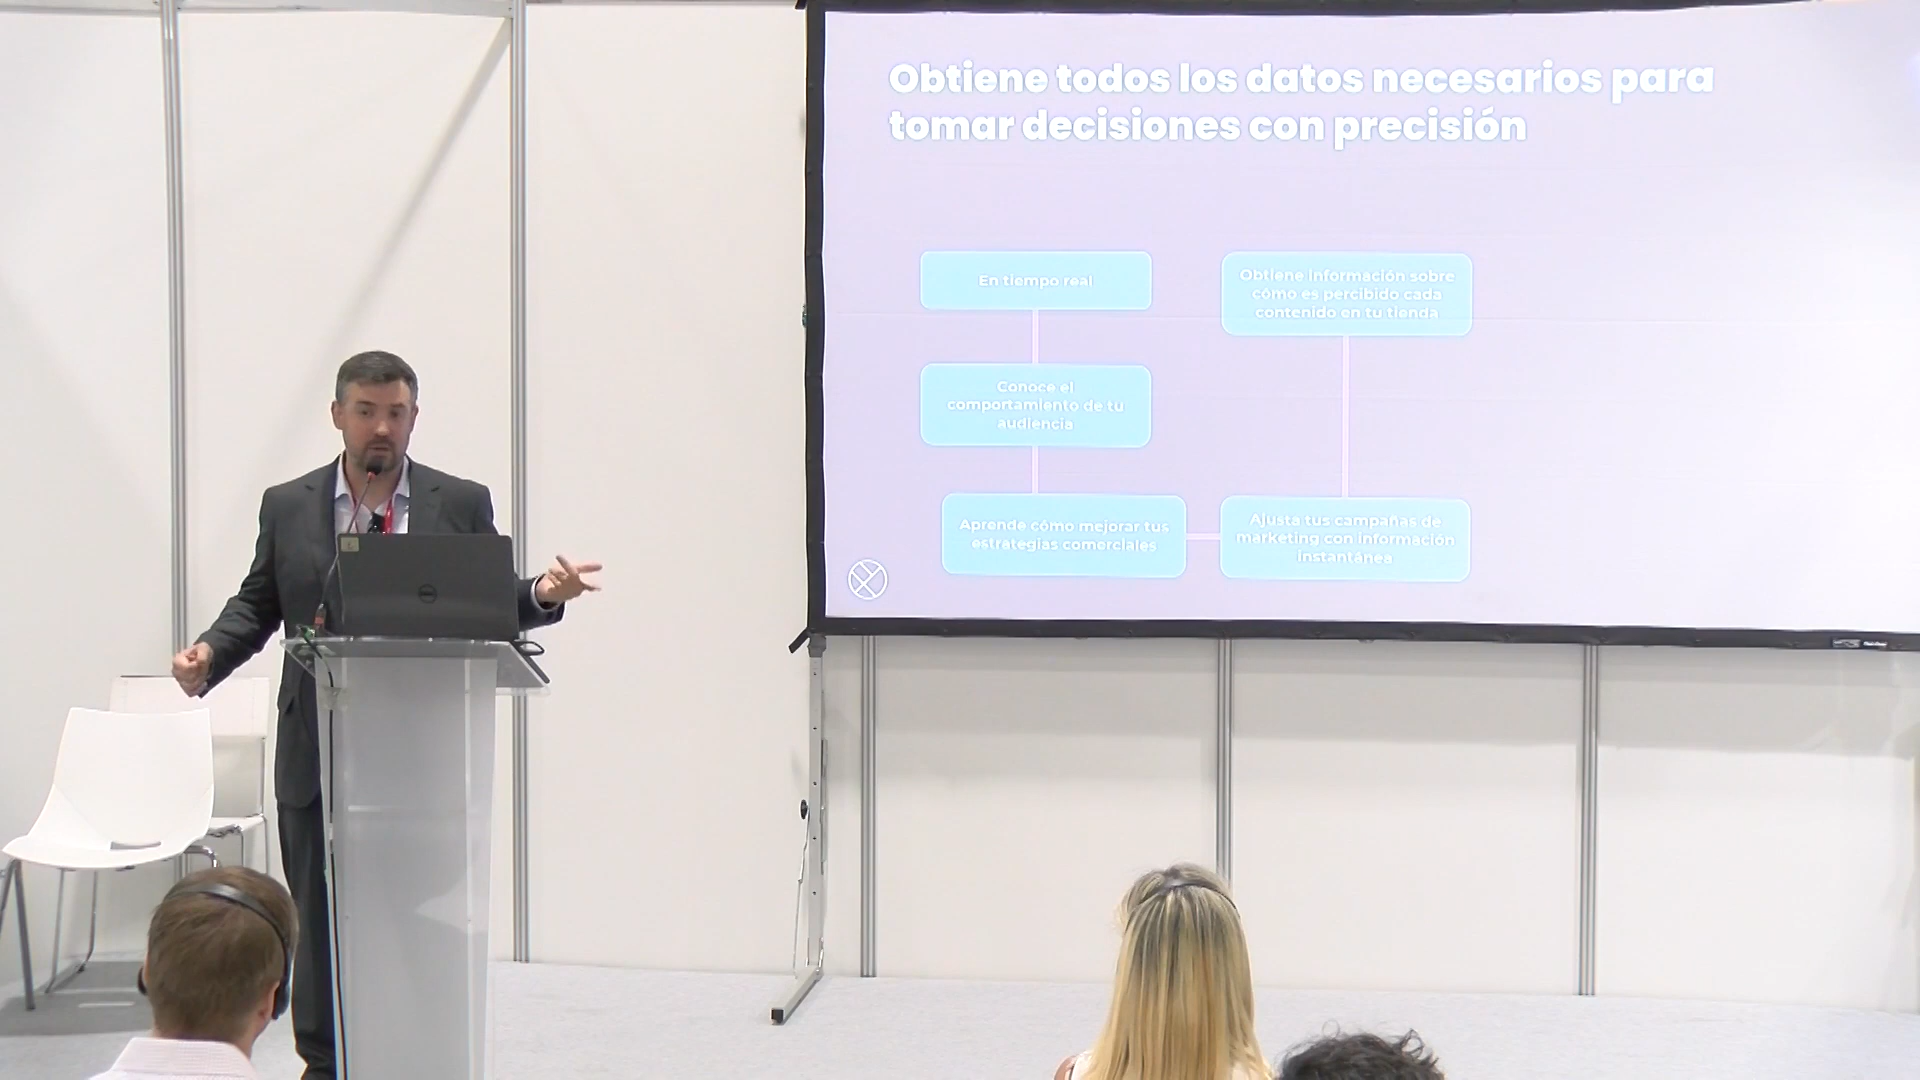 Obtiene todos los datos necesarios para
tomar decisiones con precisión
En tiempo real
Conoce el
comportamiento de tu
audiencia
Aprende cómo mejorar tus
estrategias comerciales
Obtiene información sobre
cómo es percibido cada
contenido en tu tienda
Ajusta tus campañas de
marketing con información
instantánea
DELL